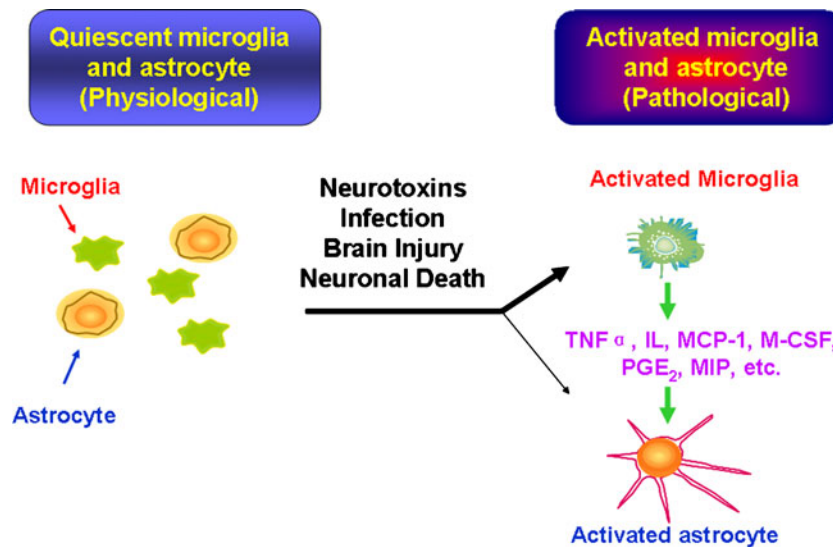 Quiescent microglia
and astrocyte
(Physiological)
Activated microglia
and astrocyte
(Pathological)
Microglia
Astrocyte
Neurotoxins
Infection
Brain Injury
Neuronal Death
Activated Microglia
TNF α, IL, MCP-1, M-CSF,
PGE₂, MIP, etc.
Activated astrocyte